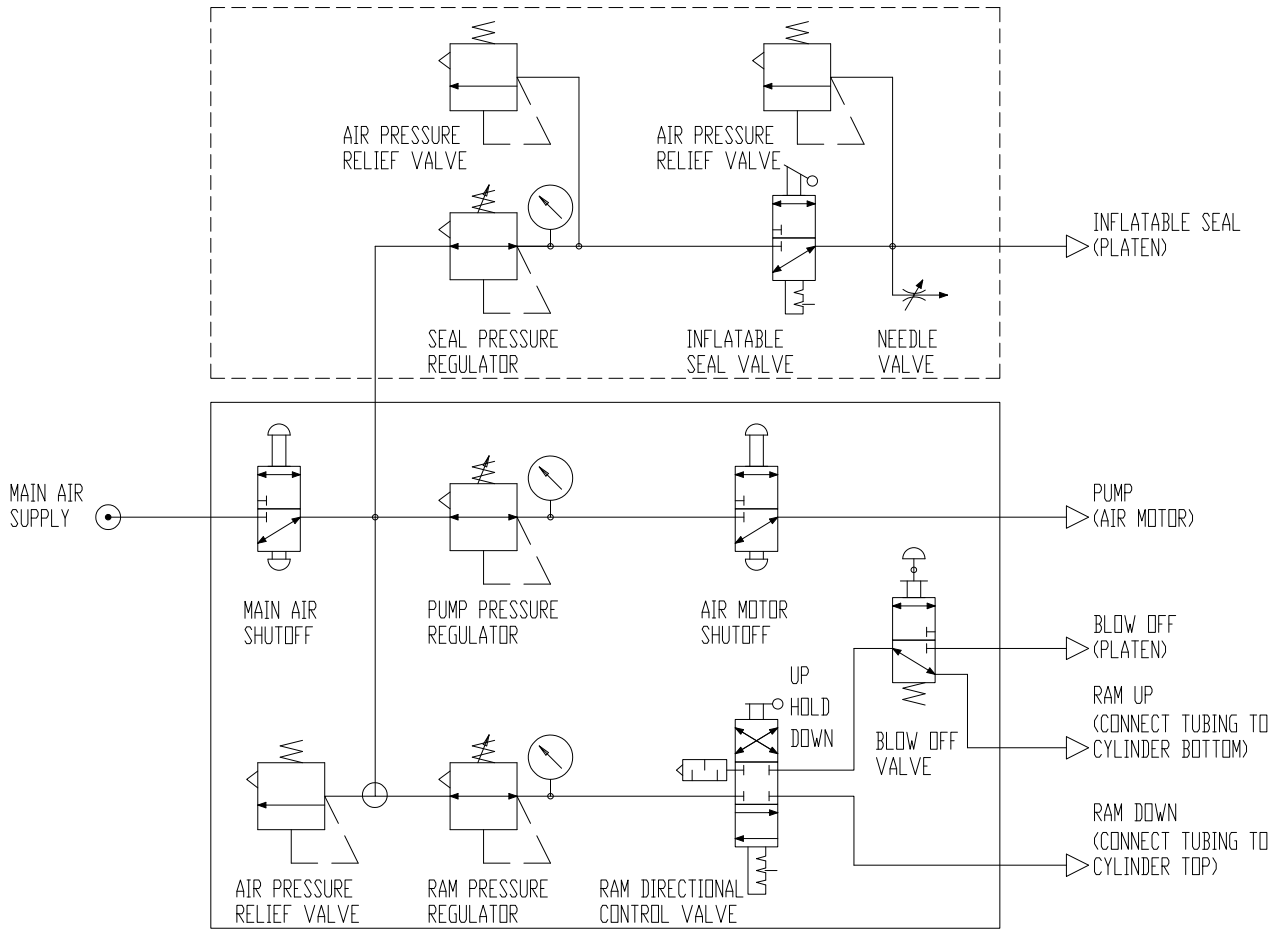 AIR PRESSURE
RELIEF VALVE
AIR PRESSURE
RELIEF VALVE
INFLATABLE SEAL
(PLATEN)
SEAL PRESSURE
REGULATOR
INFLATABLE
SEAL VALVE
NEEDLE
VALVE
MAIN AIR
SUPPLY
PUMP
(AIR MOTOR)
MAIN AIR
SHUTOFF
PUMP PRESSURE
REGULATOR
AIR MOTOR
SHUTOFF
BLOW OFF
(PLATEN)
UP
HOLD
DOWN
BLOW OFF
VALVE
RAM UP
(CONNECT TUBING TO
CYLINDER BOTTOM)
RAM DOWN
(CONNECT TUBING TO
CYLINDER TOP)
AIR PRESSURE
RELIEF VALVE
RAM PRESSURE
REGULATOR
RAM DIRECTIONAL
CONTROL VALVE